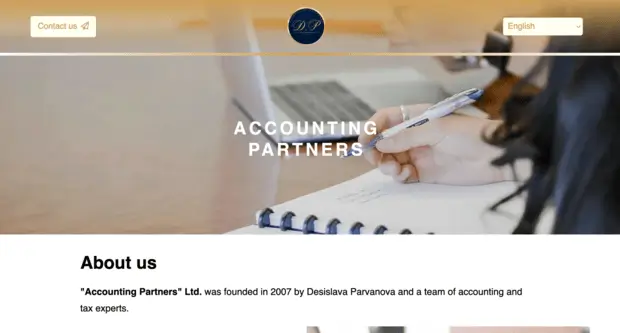 Contact us
D.P
English
ACCOUNTING
PARTNERS
About us
"Accounting Partners" Ltd. was founded in 2007 by Desislava Parvanova and a team of accounting and
tax experts.